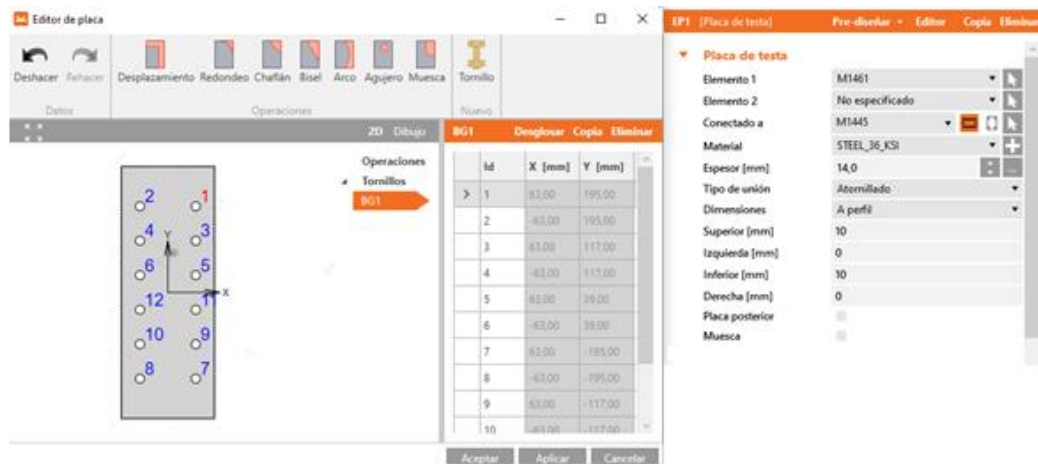 Editor de placa
Deshacer Rehacer Desplazamiento Redondeo Chaflán Bisel Arco Agujero Muesca Tornillo
Datos Operaciones Nuevo
2D Dibujo
Operaciones
Tornillos
BG1
2 1
4 3
6 5
12 11
10 9
8 7
Y
X
BG1 Desglosar Copia Eliminar
Id X [mm] Y [mm]
> 1 63,00 195,00
2 -63,00 195,00
3 63,00 117,00
4 -63,00 117,00
5 63,00 39,00
6 -63,00 39,00
7 63,00 -195,00
8 -63,00 -195,00
9 63,00 -117,00
10 -63,00 -117,00
Aceptar Aplicar Cancelar
EP1 [Placa de testa] Pre-diseñar Editor Copia Eliminar
Placa de testa
Elemento 1 M1461
Elemento 2 No especificado
Conectado a M1445
Material STEEL_36_KSI
Espesor [mm] 14,0
Tipo de unión Atornillado
Dimensiones A perfil
Superior [mm] 10
Izquierda [mm] 0
Inferior [mm] 10
Derecha [mm] 0
Placa posterior
Muesca